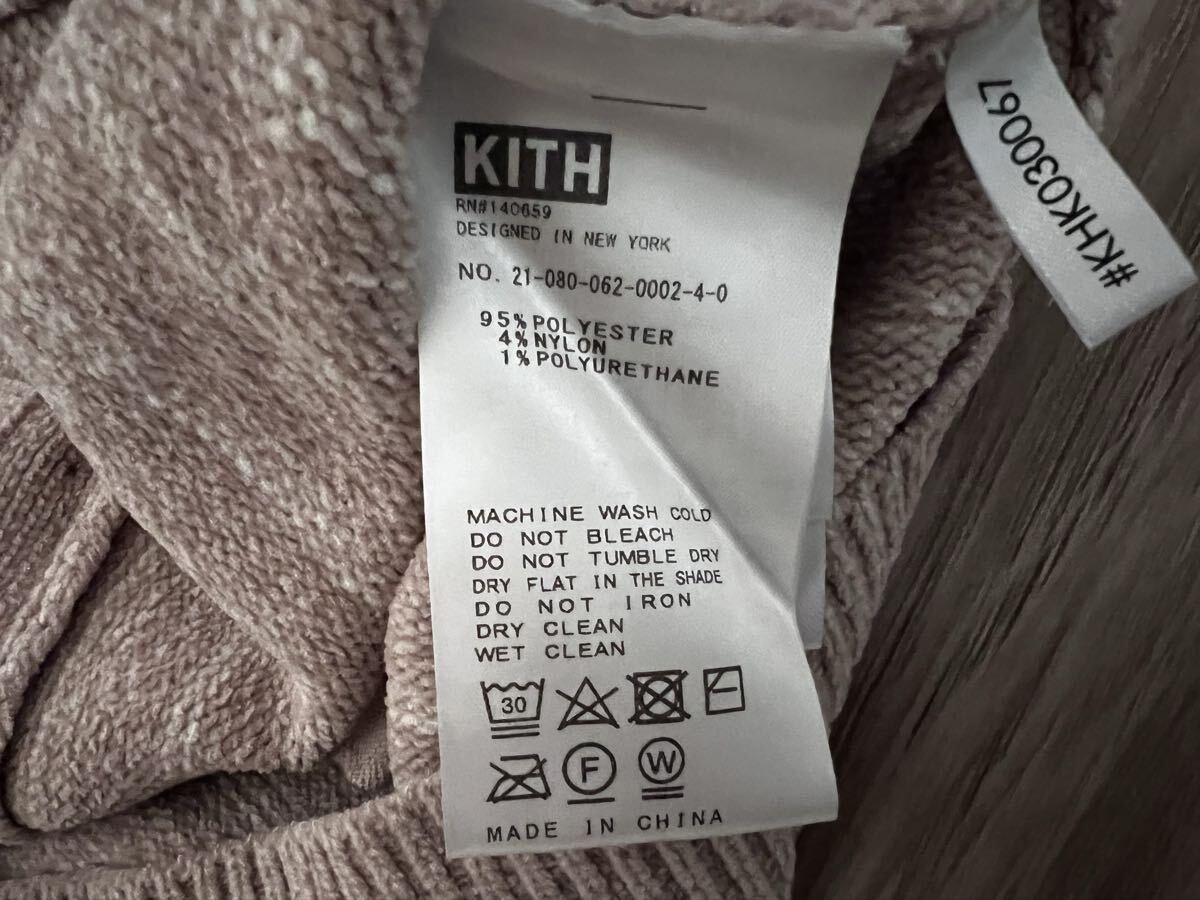 KITH
RN#140659
DESIGNED IN NEW YORK
NO. 21-080-062-0002-4-0
95% POLYESTER
4% NYLON
1% POLYURETHANE
MACHINE WASH COLD
DO NOT BLEACH
DO NOT TUMBLE DRY
DRY FLAT IN THE SHADE
DO NOT IRON
DRY CLEAN
WET CLEAN
30
F W
MADE IN CHINA
#KHK030067